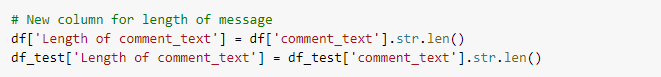 # New column for length of message
df['Length of comment_text'] = df['comment_text'].str.len()
df_test['Length of comment_text'] = df_test['comment_text'].str.len()